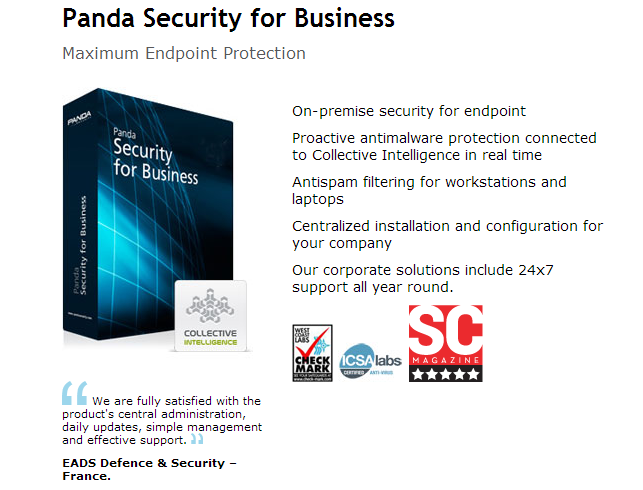 Panda Security for Business
Maximum Endpoint Protection
PANDA
Panda
Security
for Business
Panda
Security for Business
COLLECTIVE
INTELLIGENCE
On-premise security for endpoint
Proactive antimalware protection connected
to Collective Intelligence in real time
Antispam filtering for workstations and
laptops
Centralized installation and configuration for
your company
Our corporate solutions include 24x7
support all year round.
WEST
COAST
LABS
CHECK
MARK
www.check-mark.com
ICSAlabs
CERTIFIED ANTI-VIRUS
SC
MAGAZINE
“ We are fully satisfied with the
product's central administration,
daily updates, simple management
and effective support. ”
EADS Defence & Security –
France.